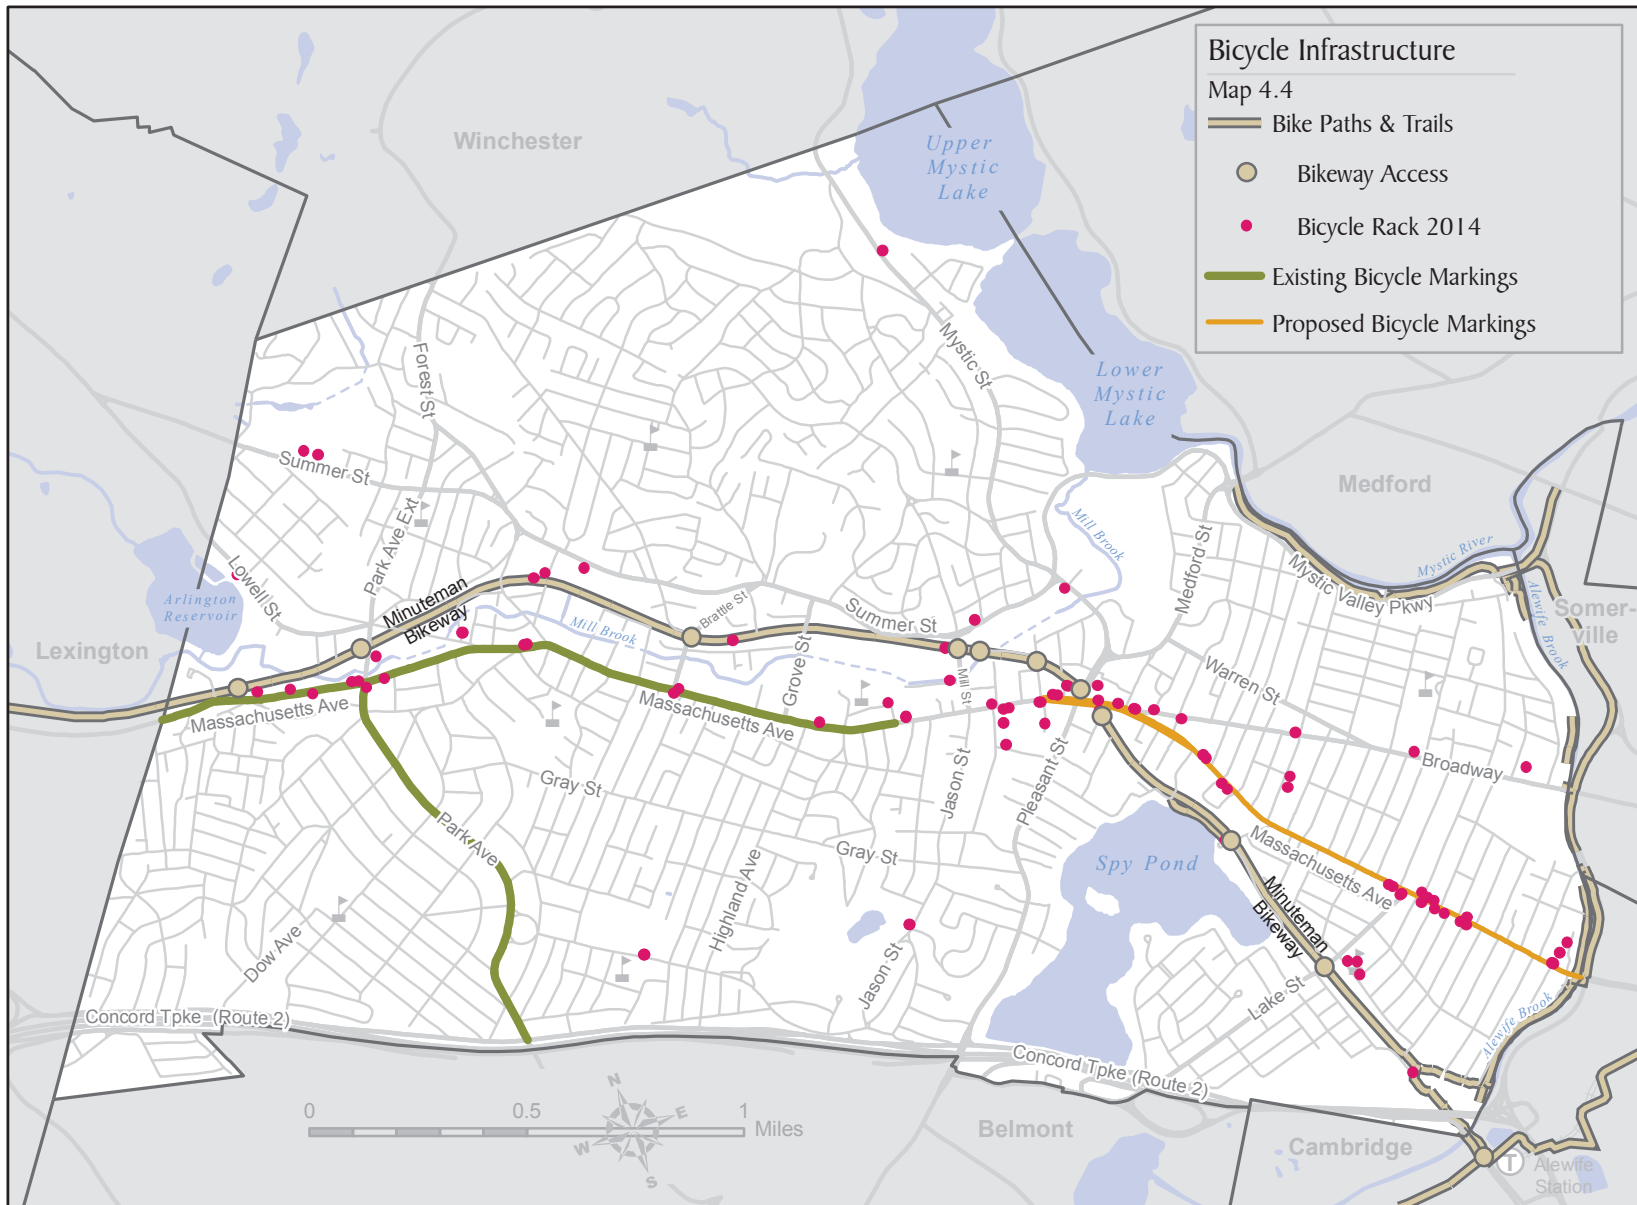 Bicycle Infrastructure
Map 4.4
Bike Paths & Trails
Bikeway Access
Bicycle Rack 2014
Existing Bicycle Markings
Proposed Bicycle Markings
Winchester
Upper
Mystic
Lake
Mystic St
Forest St
Lower
Mystic
Lake
Summer St
Medford
Park Ave Ext
Mill Brook
Medford St
Mystic River
Mystic Valley Pkwy
Alewife Brook
Somer-
ville
Lowell St
Arlington
Reservoir
Minuteman
Bikeway
Brattle St
Summer St
Mill Brook
Lexington
Grove St
Mill St
Warren St
Massachusetts Ave
Massachusetts Ave
Jason St
Pleasant St
Broadway
Gray St
Park Ave
Gray St
Highland Ave
Spy Pond
Massachusetts Ave
Minuteman
Bikeway
Dow Ave
Jason St
Lake St
Alewife Brook
Concord Tpke (Route 2)
Concord Tpke (Route 2)
0 0.5 1 Miles
N
E
W
S
Belmont
Cambridge
T
Alewife
Station